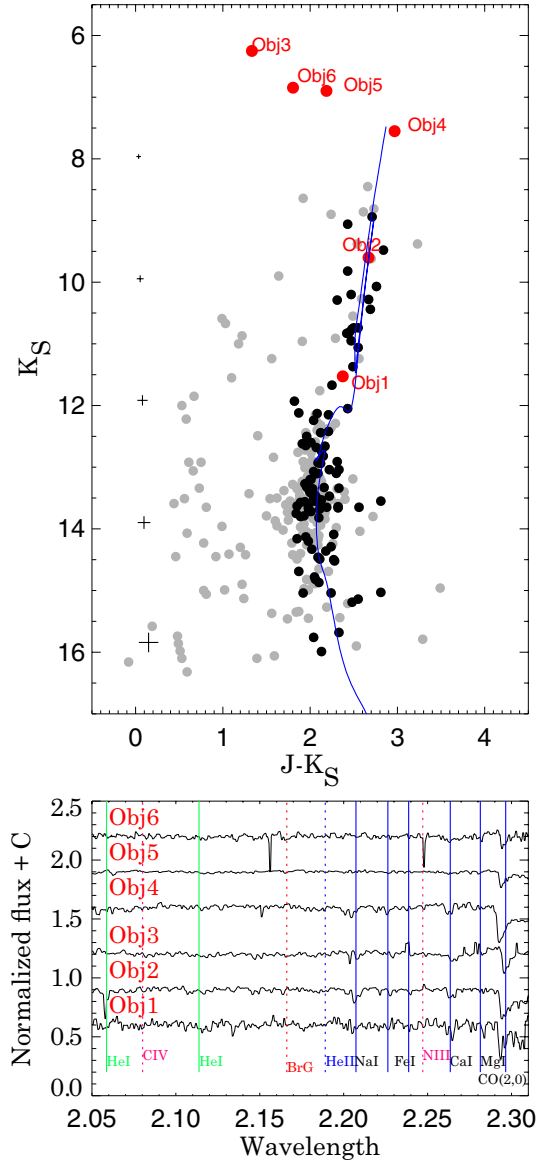 6
8
10
12
14
16
K_S
Obj3
Obj6
Obj5
Obj4
Obj2
Obj1
0 1 2 3 4
J-K_S
2.5
2.0
1.5
1.0
0.5
0.0
Normalized flux + C
Obj6
Obj5
Obj4
Obj3
Obj2
Obj1
HeI CIV HeI BrG HeII NaI FeI NIII CaI MgI
CO(2,0)
2.05 2.10 2.15 2.20 2.25 2.30
Wavelength